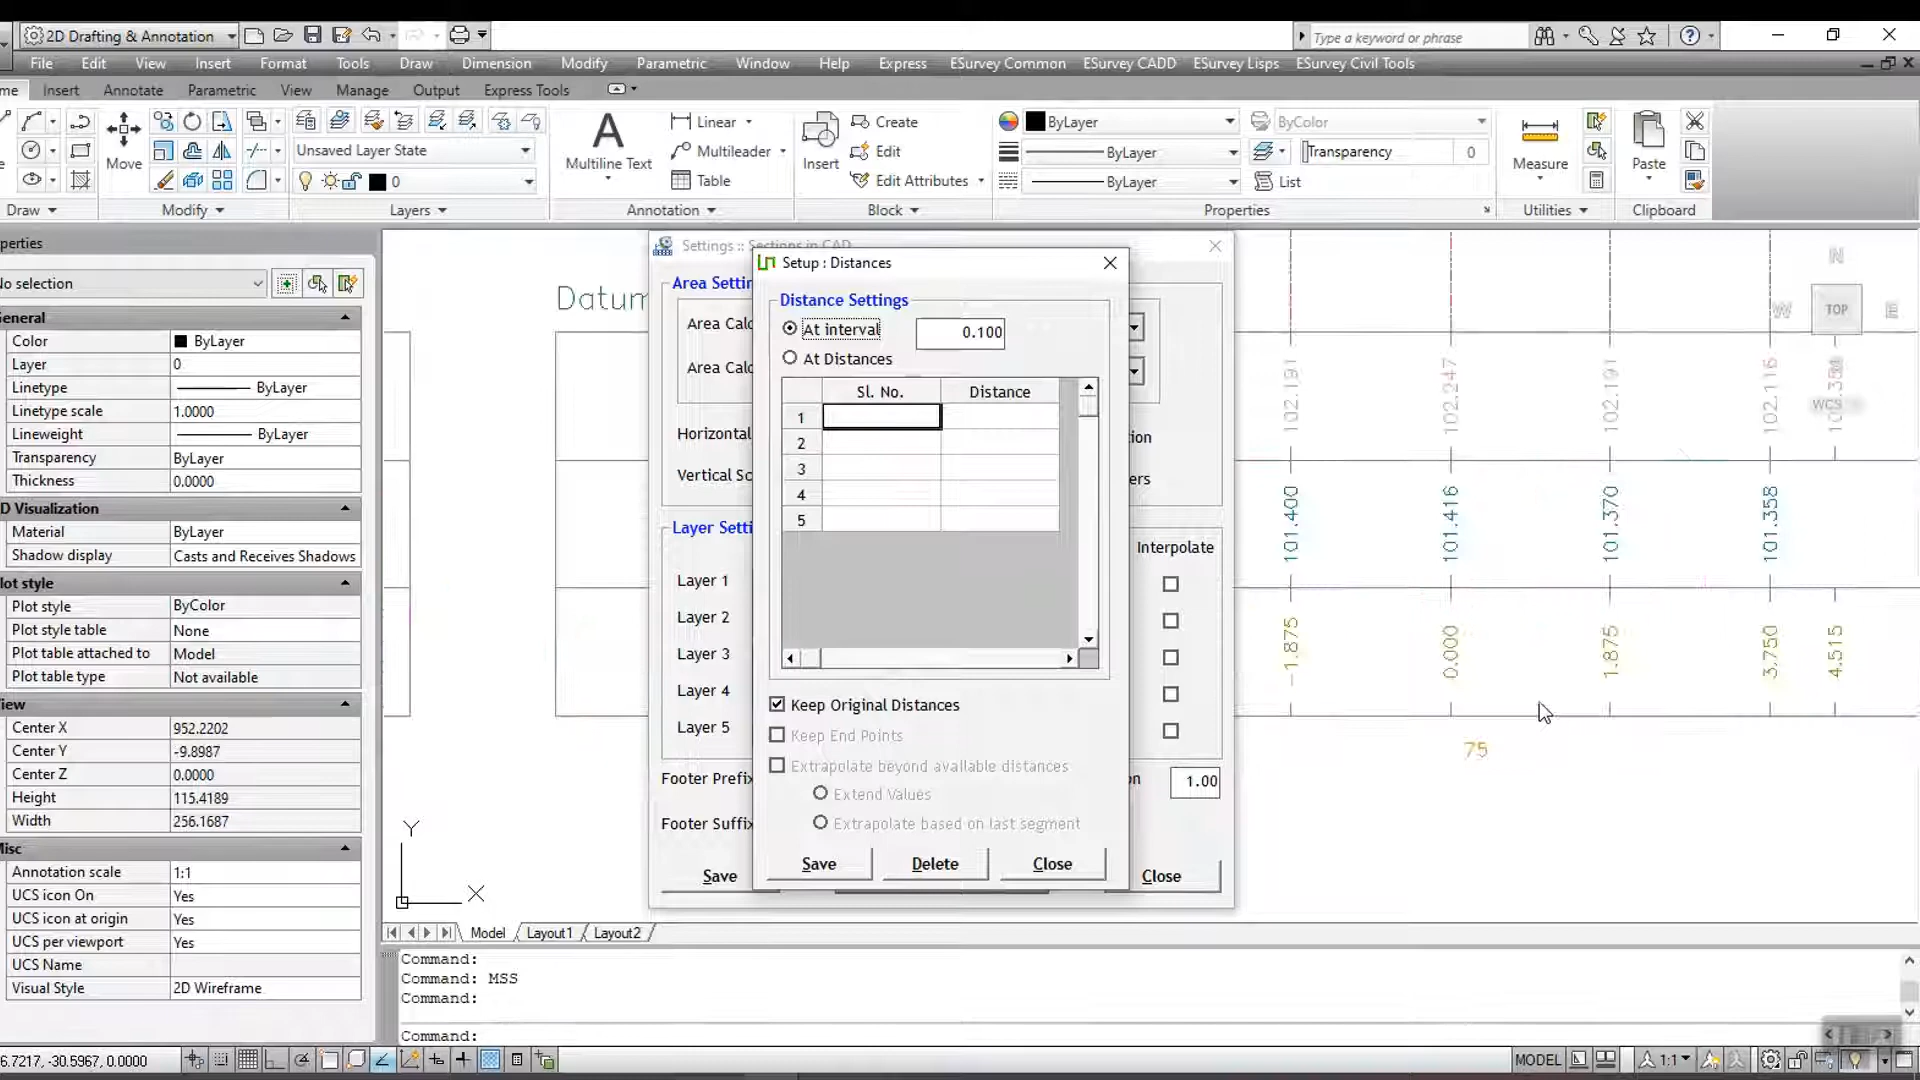 2D Drafting & Annotation
Type a keyword or phrase
File Edit View Insert Format Tools Draw Dimension Modify Parametric Window Help Express ESurvey Common ESurvey CADD ESurvey Lisps ESurvey Civil Tools
me Insert Annotate Parametric View Manage Output Express Tools
Linear Create ByLayer ByColor
Unsaved Layer State Multileader Edit ByLayer Transparency 0
Move Multiline Text Insert Measure Paste
0 Table Edit Attributes ByLayer List
Draw Modify Layers Annotation Block Properties Utilities Clipboard
perties
lo selection
General
Color ByLayer
Layer 0
Linetype ByLayer
Linetype scale 1.0000
Lineweight ByLayer
Transparency ByLayer
Thickness 0.0000
D Visualization
Material ByLayer
Shadow display Casts and Receives Shadows
lot style
Plot style ByColor
Plot style table None
Plot table attached to Model
Plot table type Not available
iew
Center X 952.2202
Center Y -9.8987
Center Z 0.0000
Height 115.4189
Width 256.1687
Misc
Annotation scale 1:1
UCS icon On Yes
UCS icon at origin Yes
UCS per viewport Yes
UCS Name
Visual Style 2D Wireframe
Datum
Settings :: Sections in CAD
Area Settin
Area Calc
Area Calc
Horizontal
tion
Vertical Sc
ers
Layer Setti
Interpolate
Layer 1
Layer 2
Layer 3
Layer 4
Layer 5
Footer Prefix
on 1.00
Footer Suffix
Save
Close
Setup : Distances
Distance Settings
At interval 0.100
At Distances
Sl. No. Distance
1
2
3
4
5
Keep Original Distances
Keep End Points
Extrapolate beyond available distances
Extend Values
Extrapolate based on last segment
Save Delete Close
102.191 102.247 102.191 102.116
101.400 101.416 101.370 101.358
-1.875 0.000 1.875 3.750 4.515
75
N
W TOP E
WCS
Y
X
Model Layout1 Layout2
Command:
Command: MSS
Command:
Command:
6.7217, -30.5967, 0.0000
MODEL 1:1